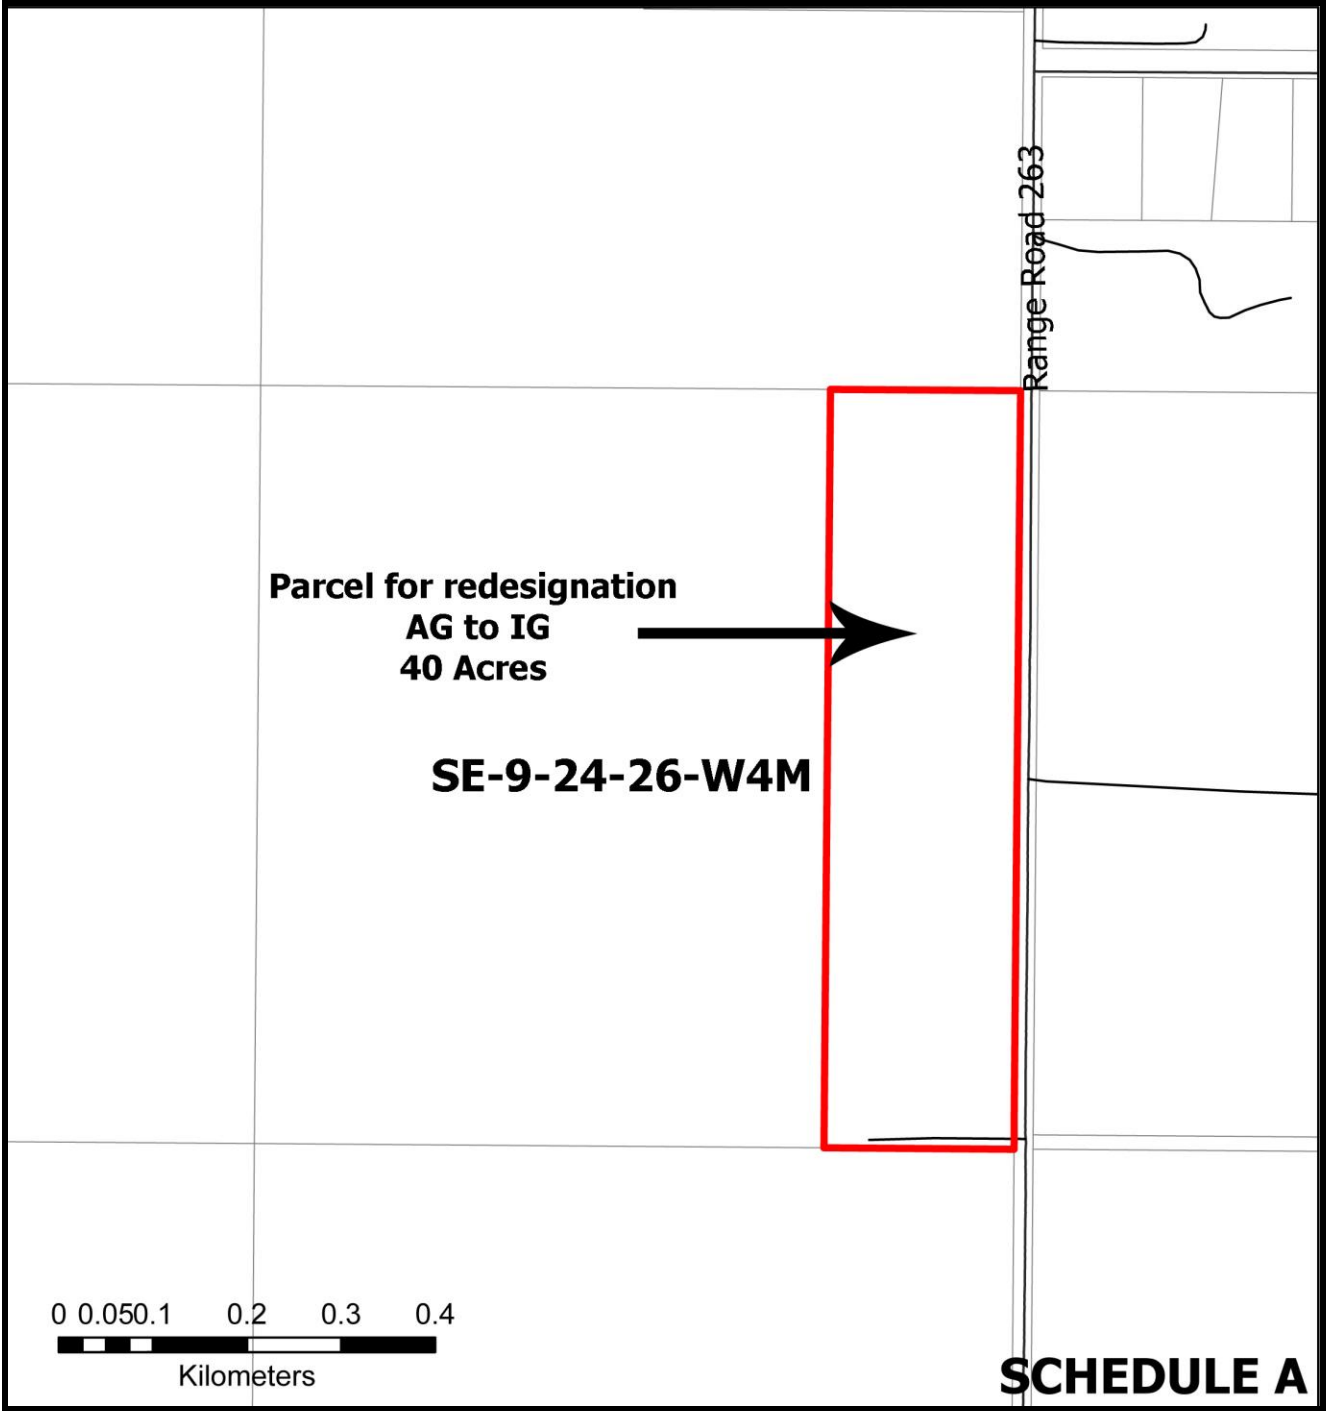 Range Road 263
Parcel for redesignation
AG to IG
40 Acres
SE-9-24-26-W4M
0 0.050.1 0.2 0.3 0.4
Kilometers
SCHEDULE A